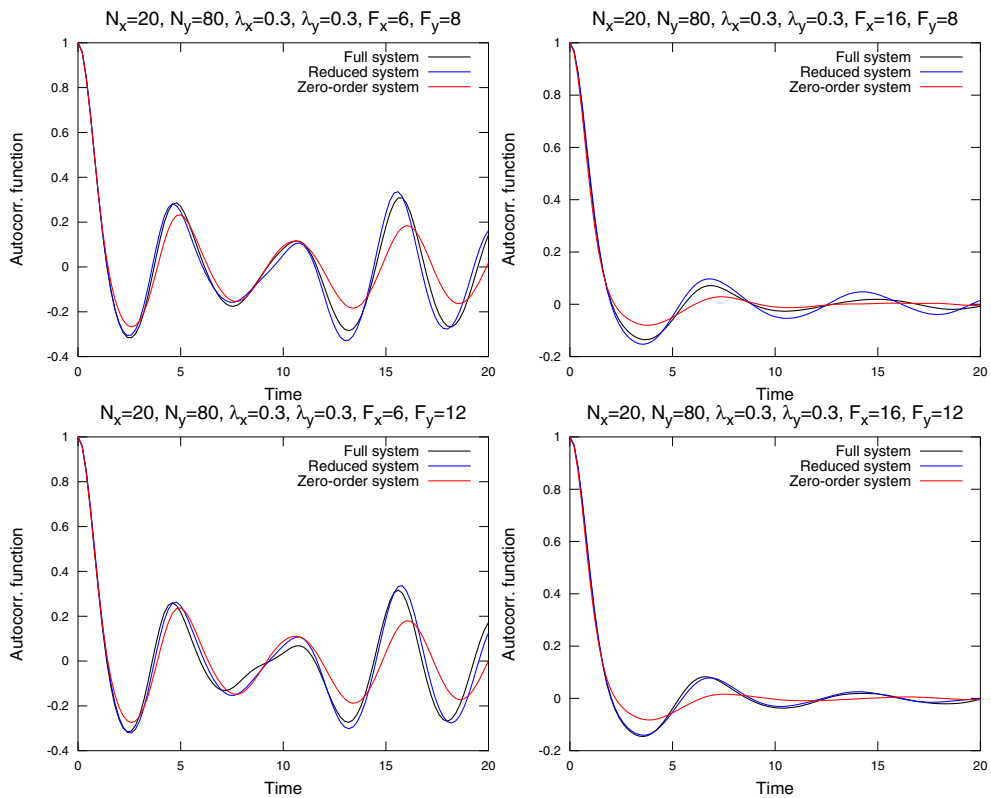 N_x=20, N_y=80, λ_x=0.3, λ_y=0.3, F_x=6, F_y=8
1
0.8
0.6
0.4
0.2
0
-0.2
-0.4
0
5
10
15
20
Autocorr. function
Time
Full system
Reduced system
Zero-order system
N_x=20, N_y=80, λ_x=0.3, λ_y=0.3, F_x=16, F_y=8
1
0.8
0.6
0.4
0.2
0
-0.2
0
5
10
15
20
Autocorr. function
Time
Full system
Reduced system
Zero-order system
N_x=20, N_y=80, λ_x=0.3, λ_y=0.3, F_x=6, F_y=12
1
0.8
0.6
0.4
0.2
0
-0.2
-0.4
0
5
10
15
20
Autocorr. function
Time
Full system
Reduced system
Zero-order system
N_x=20, N_y=80, λ_x=0.3, λ_y=0.3, F_x=16, F_y=12
1
0.8
0.6
0.4
0.2
0
-0.2
0
5
10
15
20
Autocorr. function
Time
Full system
Reduced system
Zero-order system